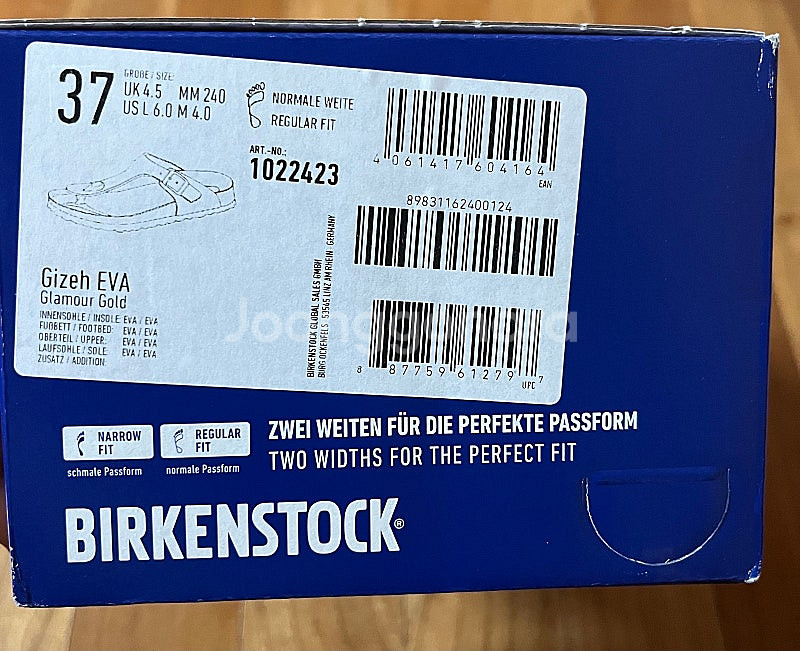 37
GRÖßE / SIZE:
UK 4.5 MM 240
US L 6.0 M 4.0
NORMALE WEITE
REGULAR FIT
ART.-NO.:
1022423
4 061417 604164
EAN
89831162400124
8 87759 61279 7
UPC
BIRKENSTOCK GLOBAL SALES GMBH
BURG OCKENFELS · 53545 LINZ AM RHEIN · GERMANY
Gizeh EVA
Glamour Gold
INNENSOHLE / INSOLE: EVA / EVA
FUßBETT / FOOTBED: EVA / EVA
OBERTEIL / UPPER: EVA / EVA
LAUFSOHLE / SOLE: EVA / EVA
ZUSATZ / ADDITION:
Joonggonara
NARROW FIT
schmale Passform
REGULAR FIT
normale Passform
ZWEI WEITEN FÜR DIE PERFEKTE PASSFORM
TWO WIDTHS FOR THE PERFECT FIT
BIRKENSTOCK®